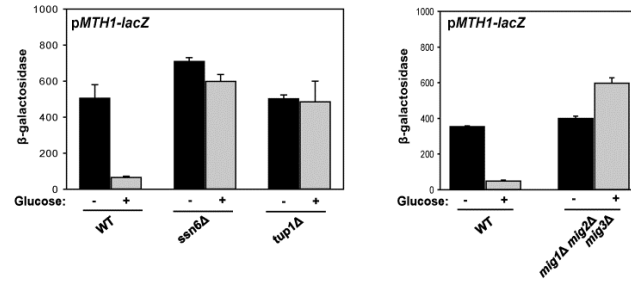 pMTH1-lacZ
β-galactosidase
1000
800
600
400
200
0
Glucose: - + - + - +
WT ssn6Δ tup1Δ
pMTH1-lacZ
β-galactosidase
1000
800
600
400
200
0
Glucose: - + - +
WT mig1Δ mig2Δ
mig3Δ